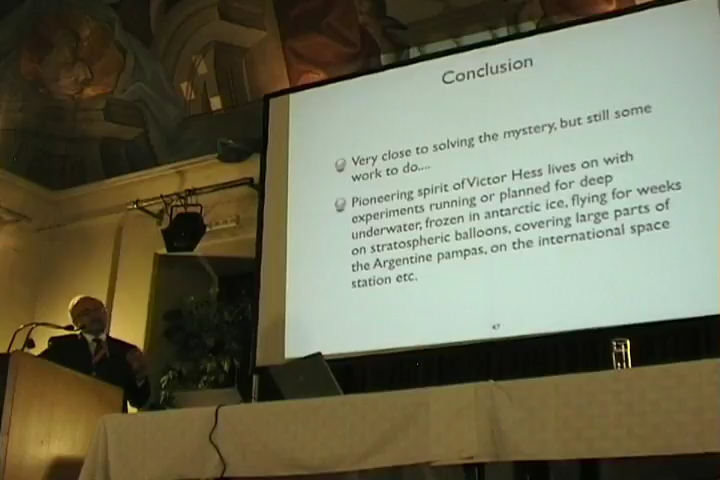 Conclusion
Very close to solving the mystery, but still some
work to do....
Pioneering spirit of Victor Hess lives on with
experiments running or planned for deep
underwater, frozen in antarctic ice, flying for weeks
on stratospheric balloons, covering large parts of
the Argentine pampas, on the international space
station etc.
47